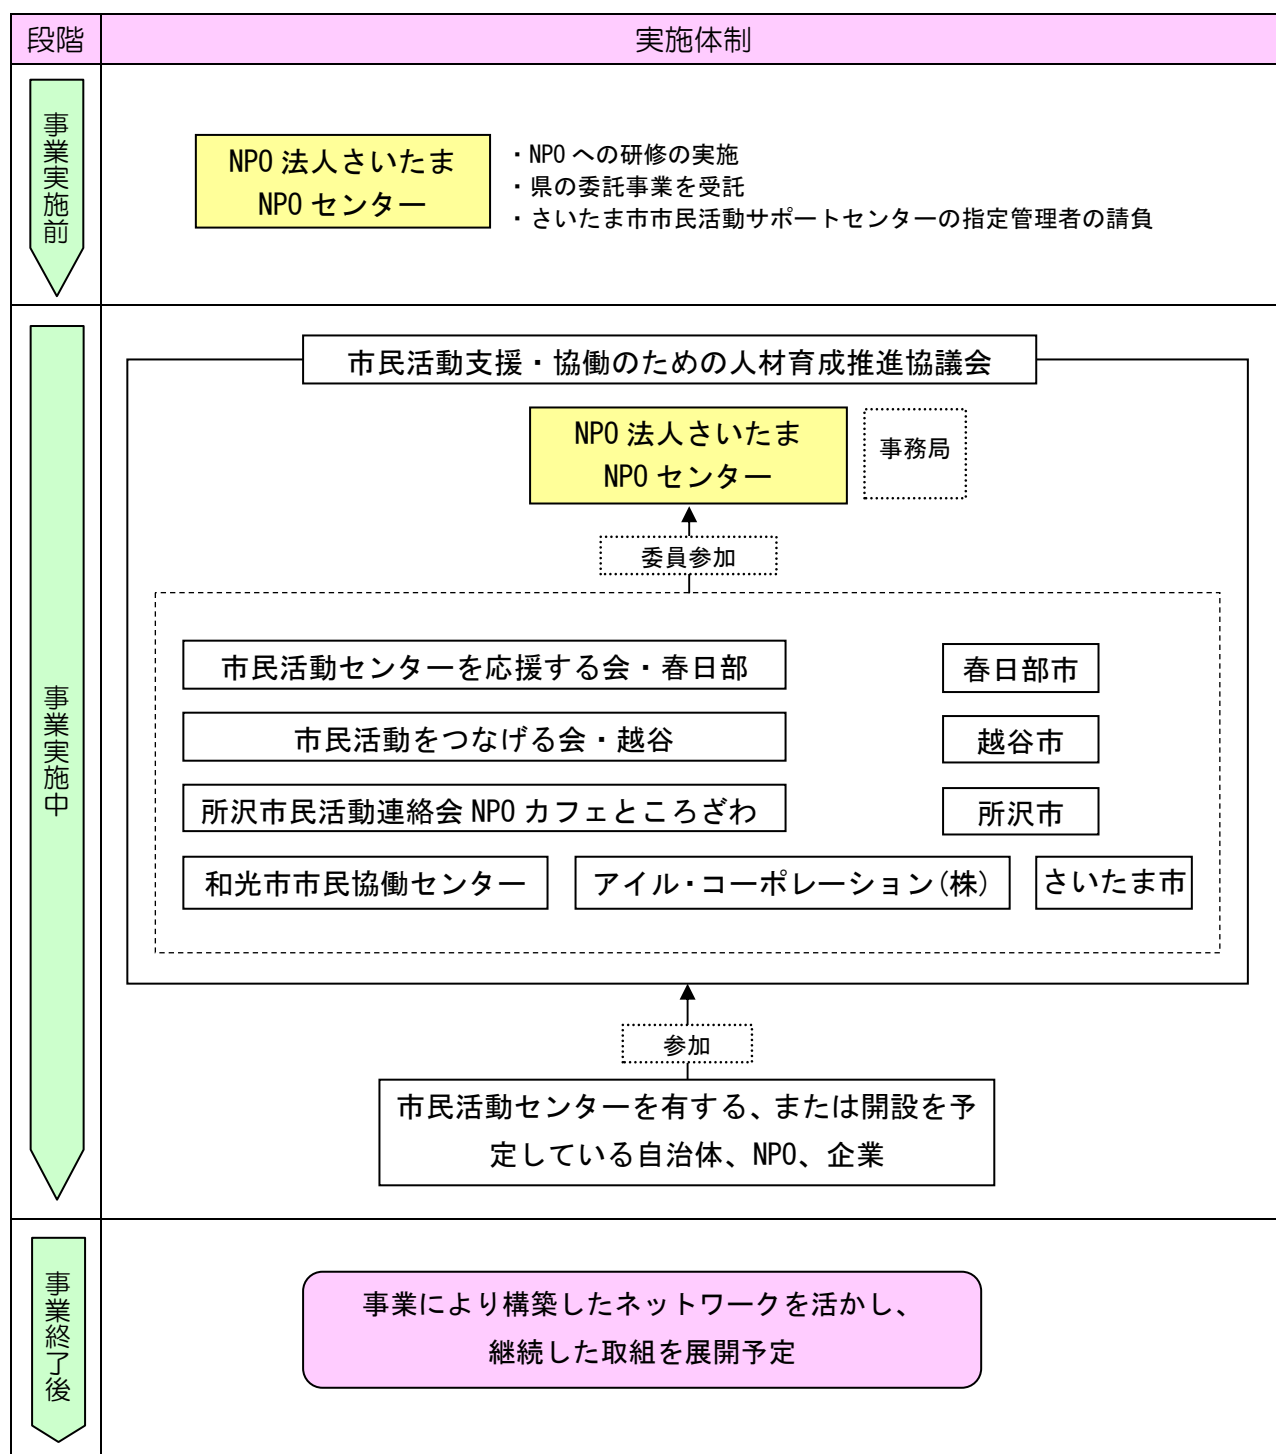 段階
実施体制
事業実施前
NPO 法人さいたま
NPO センター
・NPO への研修の実施
・県の委託事業を受託
・さいたま市市民活動サポートセンターの指定管理者の請負
事業実施中
市民活動支援・協働のための人材育成推進協議会
NPO 法人さいたま
NPO センター
事務局
委員参加
市民活動センターを応援する会・春日部
春日部市
市民活動をつなげる会・越谷
越谷市
所沢市民活動連絡会 NPO カフェところざわ
所沢市
和光市市民協働センター
アイル・コーポレーション(株)
さいたま市
参加
市民活動センターを有する、または開設を予
定している自治体、NPO、企業
事業終了後
事業により構築したネットワークを活かし、
継続した取組を展開予定